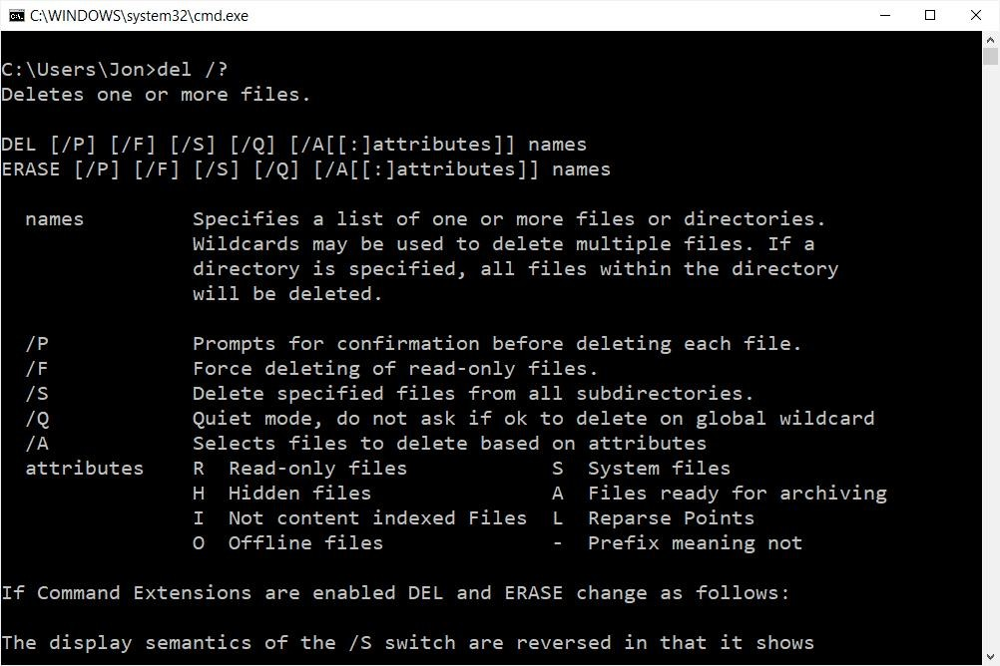 C:\WINDOWS\system32\cmd.exe
C:\Users\Jon>del /?
Deletes one or more files.
DEL [/P] [/F] [/S] [/Q] [/A[[:]attributes]] names
ERASE [/P] [/F] [/S] [/Q] [/A[[:]attributes]] names
names Specifies a list of one or more files or directories.
Wildcards may be used to delete multiple files. If a
directory is specified, all files within the directory
will be deleted.
/P Prompts for confirmation before deleting each file.
/F Force deleting of read-only files.
/S Delete specified files from all subdirectories.
/Q Quiet mode, do not ask if ok to delete on global wildcard
/A Selects files to delete based on attributes
attributes R Read-only files S System files
H Hidden files A Files ready for archiving
I Not content indexed Files L Reparse Points
O Offline files - Prefix meaning not
If Command Extensions are enabled DEL and ERASE change as follows:
The display semantics of the /S switch are reversed in that it shows